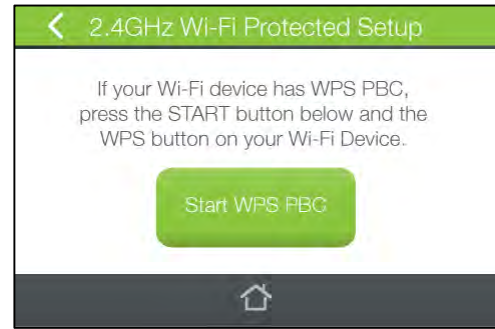 2.4GHz Wi-Fi Protected Setup
If your Wi-Fi device has WPS PBC,
press the START button below and the
WPS button on your Wi-Fi Device.
Start WPS PBC